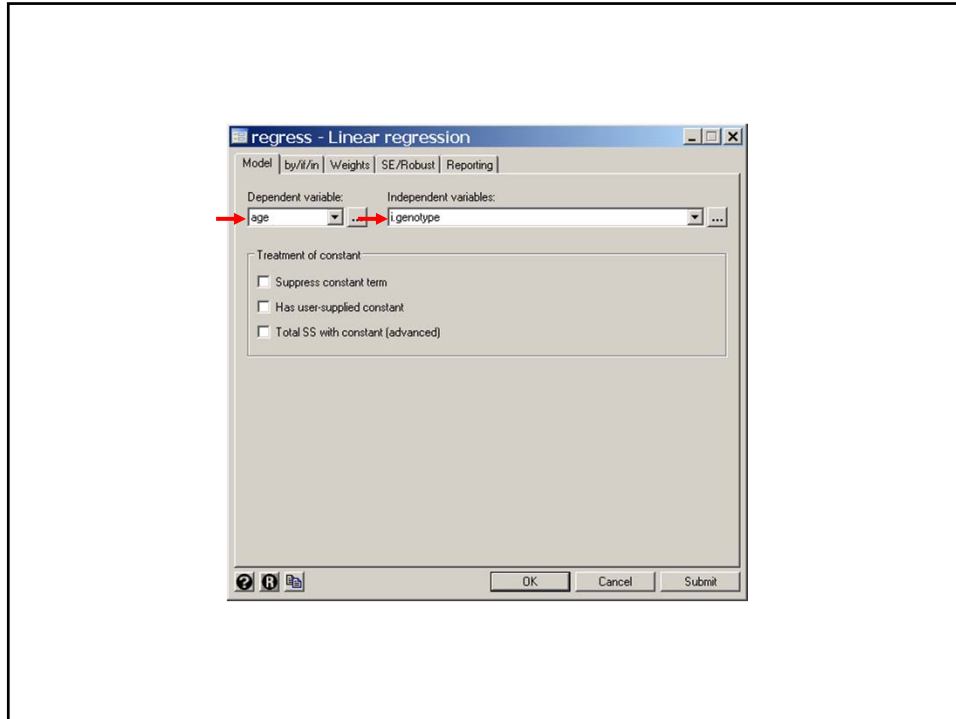 regress - Linear regression
Model by/if/in Weights SE/Robust Reporting
Dependent variable: Independent variables:
age ... i.genotype ...
Treatment of constant
Suppress constant term
Has user-supplied constant
Total SS with constant (advanced)
? R OK Cancel Submit